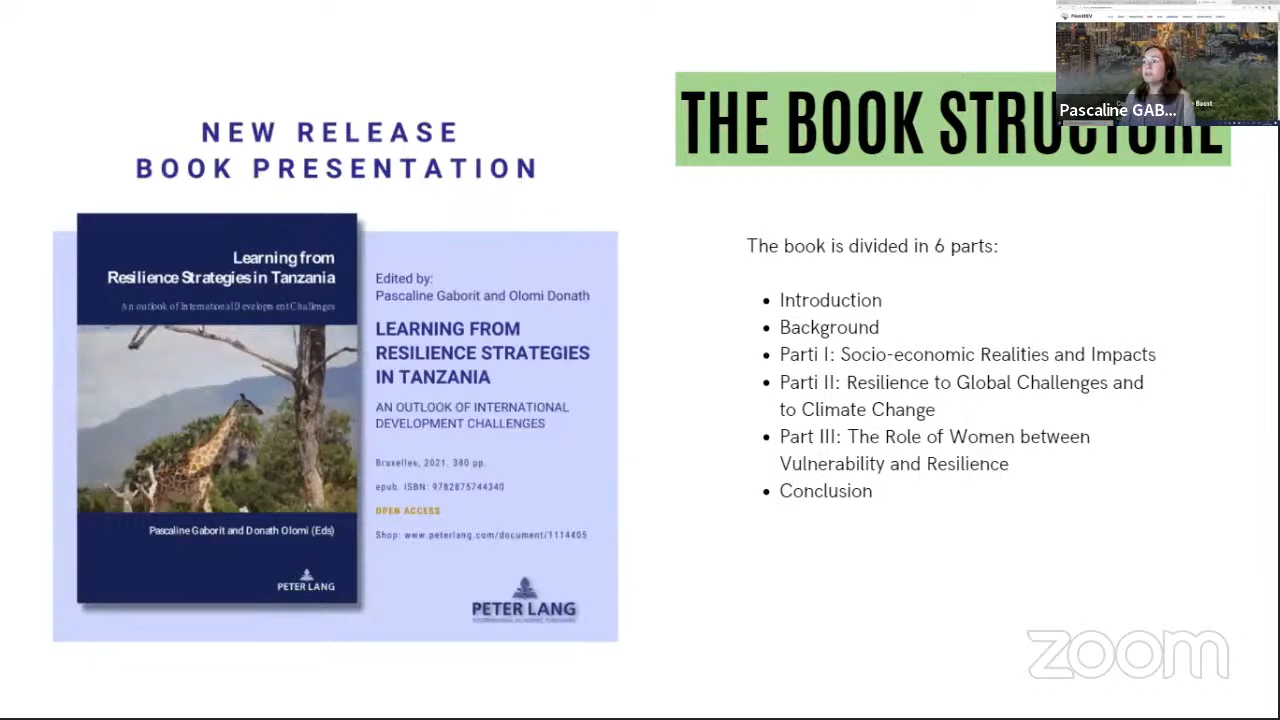 NEW RELEASE
BOOK PRESENTATION
Learning from
Resilience Strategies in Tanzania
An outlook of International Development Challenges
Pascaline Gaborit and Donath Olomi (Eds)
PETER LANG
Edited by:
Pascaline Gaborit and Olomi Donath
LEARNING FROM
RESILIENCE STRATEGIES
IN TANZANIA
AN OUTLOOK OF INTERNATIONAL
DEVELOPMENT CHALLENGES
Bruxelles, 2021. 380 pp.
epub. ISBN: 9782875744340
OPEN ACCESS
Shop: www.peterlang.com/document/1114405
PETER LANG
THE BOOK STRUCTURE
The book is divided in 6 parts:
• Introduction
• Background
• Parti I: Socio-economic Realities and Impacts
• Parti II: Resilience to Global Challenges and
to Climate Change
• Part III: The Role of Women between
Vulnerability and Resilience
• Conclusion
Pascaline GAB...
Boost
zoom